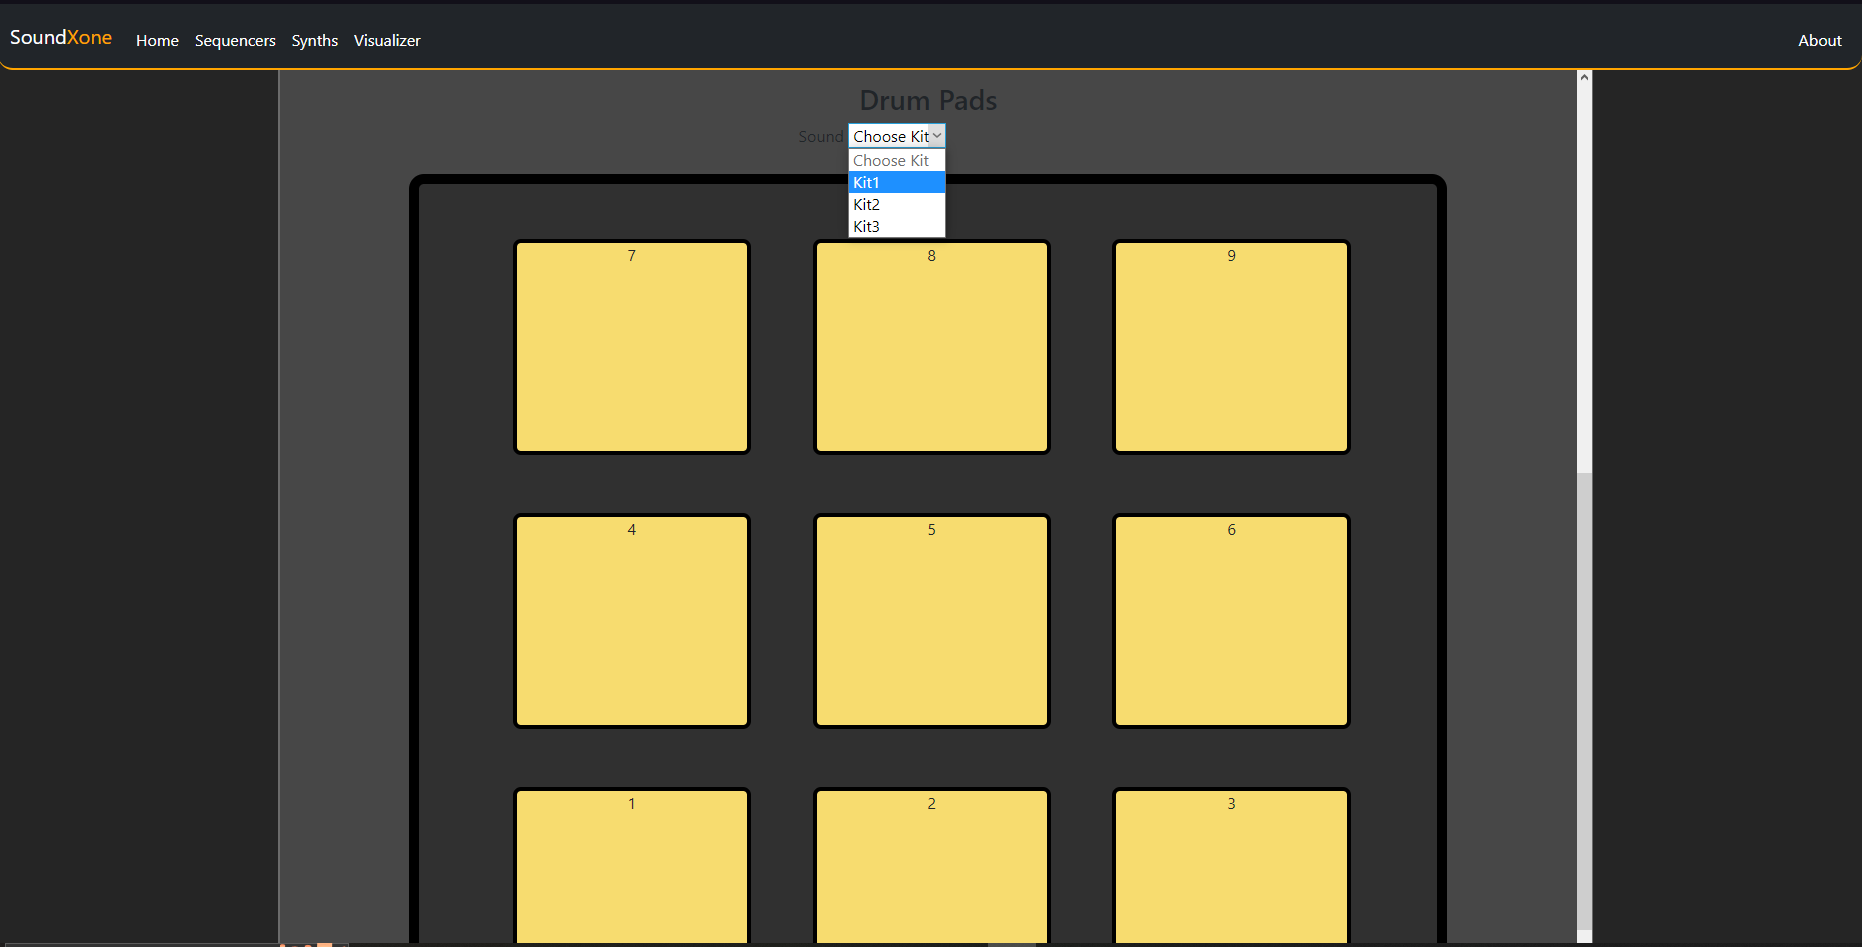 SoundXone Home Sequencers Synths Visualizer About
Drum Pads
Sound Choose Kit
Choose Kit
Kit1
Kit2
Kit3
7 8 9
4 5 6
1 2 3